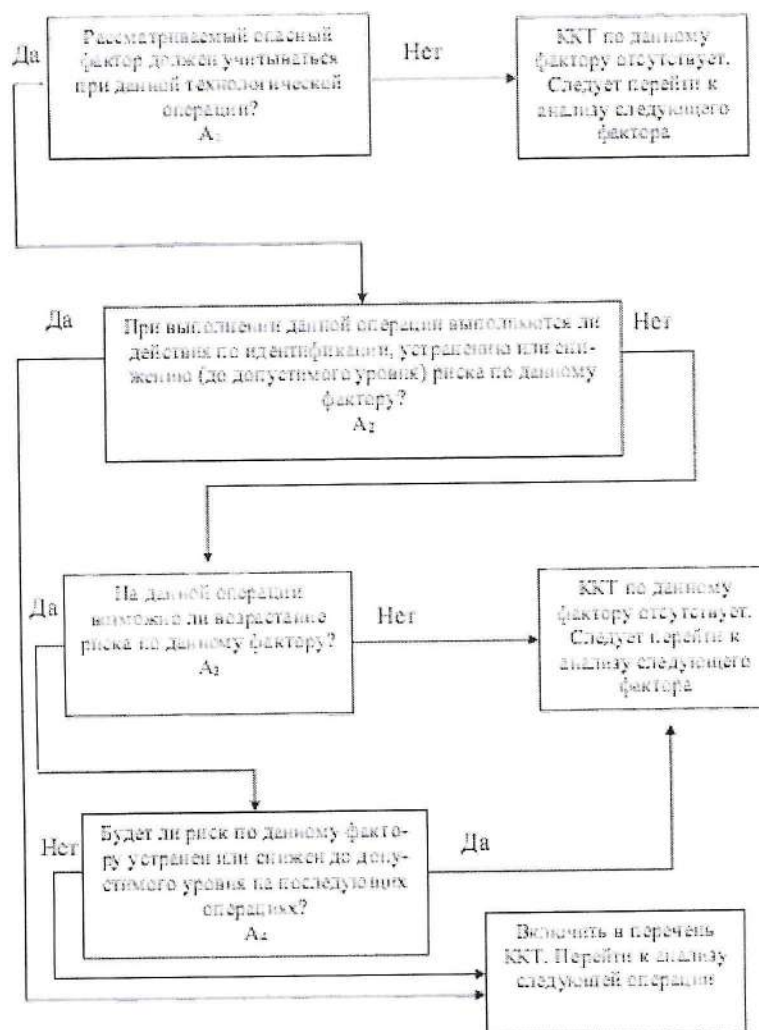 Да
Рассматриваемый опасный
фактор должен учитываться
при данной технологической
операции?
А₁
Нет
ККТ по данному
фактору отсутствует.
Следует перейти к
анализу следующего
фактора
Да
При выполнении данной операции выполняются ли
действия по идентификации, устранению или сни-
жению (до допустимого уровня) риска по данному
фактору?
А₂
Нет
Да
На данной операции
возможно ли возрастание
риска по данному фактору?
А₃
Нет
ККТ по данному
фактору отсутствует.
Следует перейти к
анализу следующего
фактора
Нет
Будет ли риск по данному факто-
ру устранен или снижен до допу-
стимого уровня на последующих
операциях?
А₄
Да
Включить в перечень
ККТ. Перейти к анализу
следующей операции